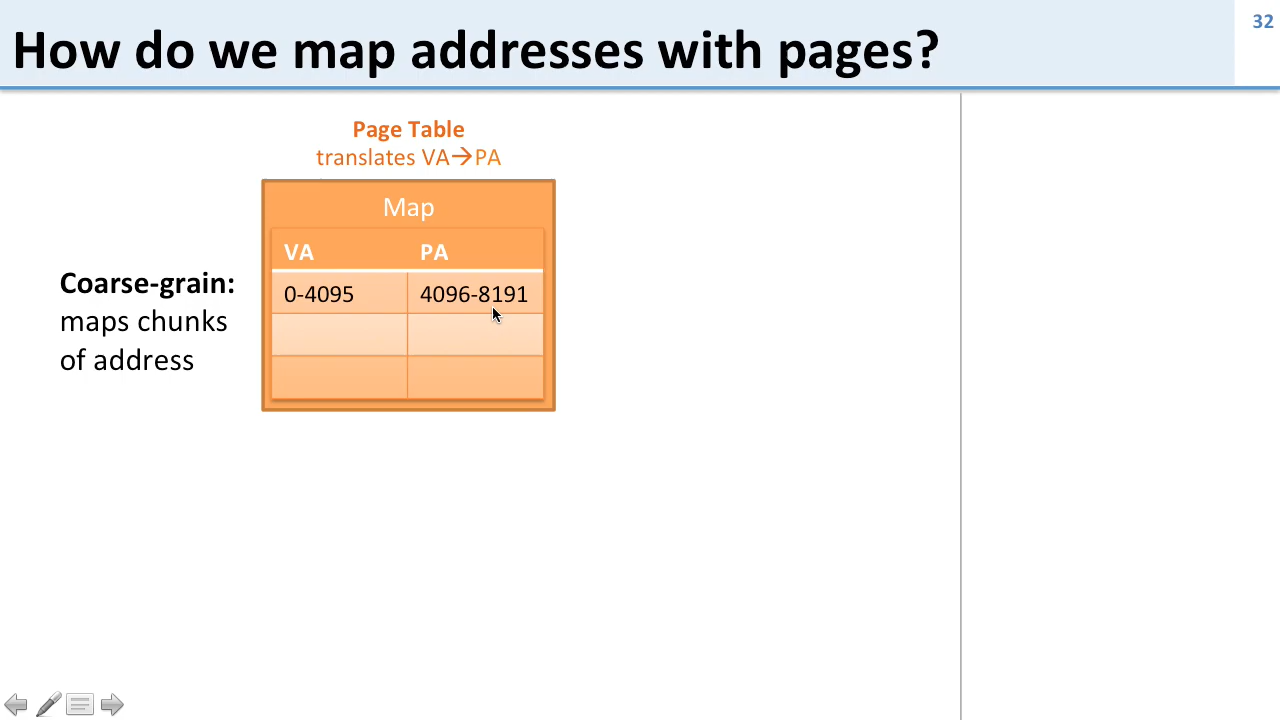 How do we map addresses with pages?
32
Page Table
translates VA→PA
Map
VA PA
0-4095 4096-8191
Coarse-grain:
maps chunks
of address